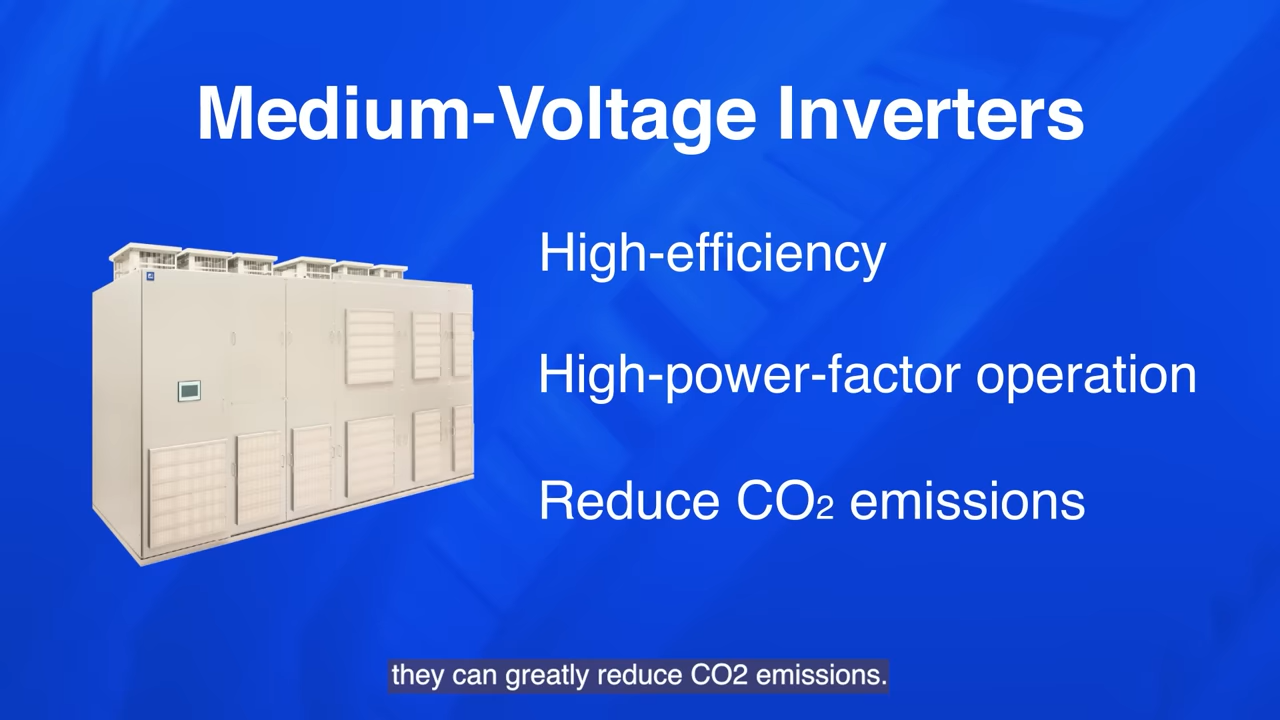 Medium-Voltage Inverters
High-efficiency
High-power-factor operation
Reduce CO2 emissions
they can greatly reduce CO2 emissions.